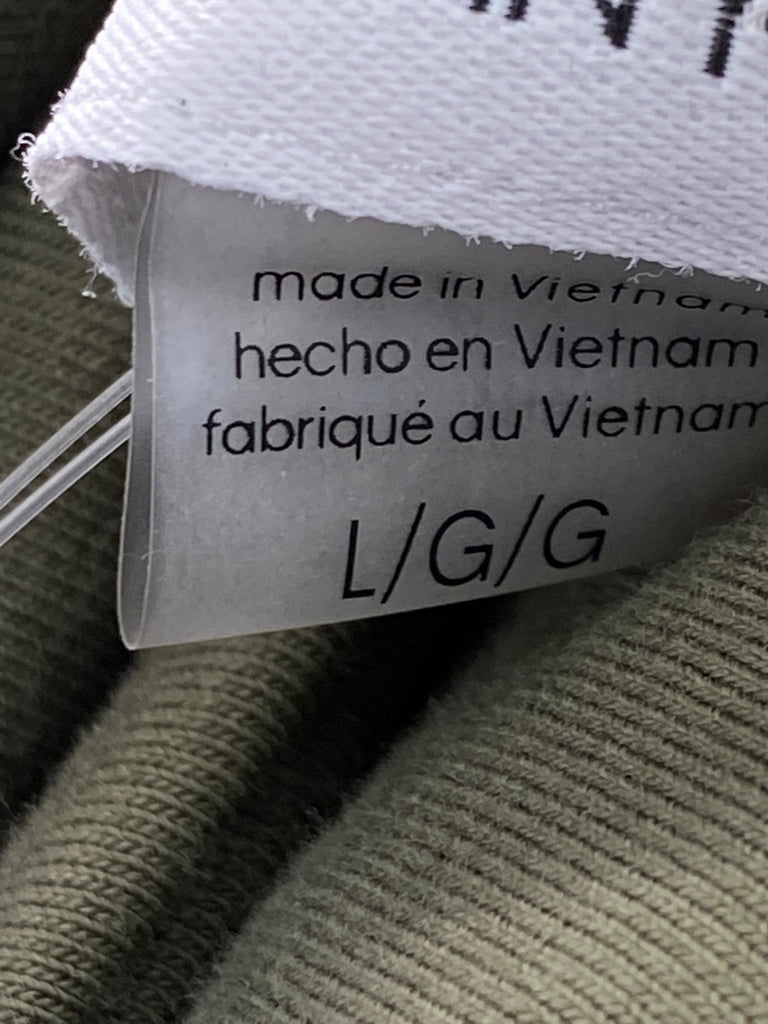 made in Vietnam
hecho en Vietnam
fabriqué au Vietnam
L/G/G